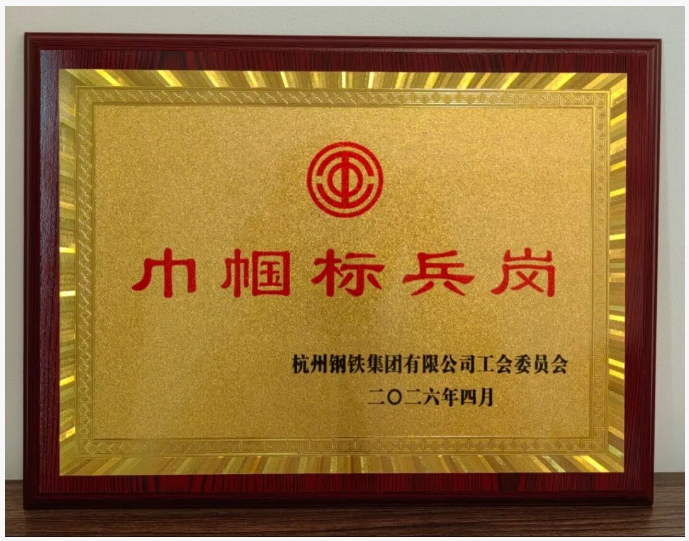 巾帼标兵岗
杭州钢铁集团有限公司工会委员会
二〇二六年四月